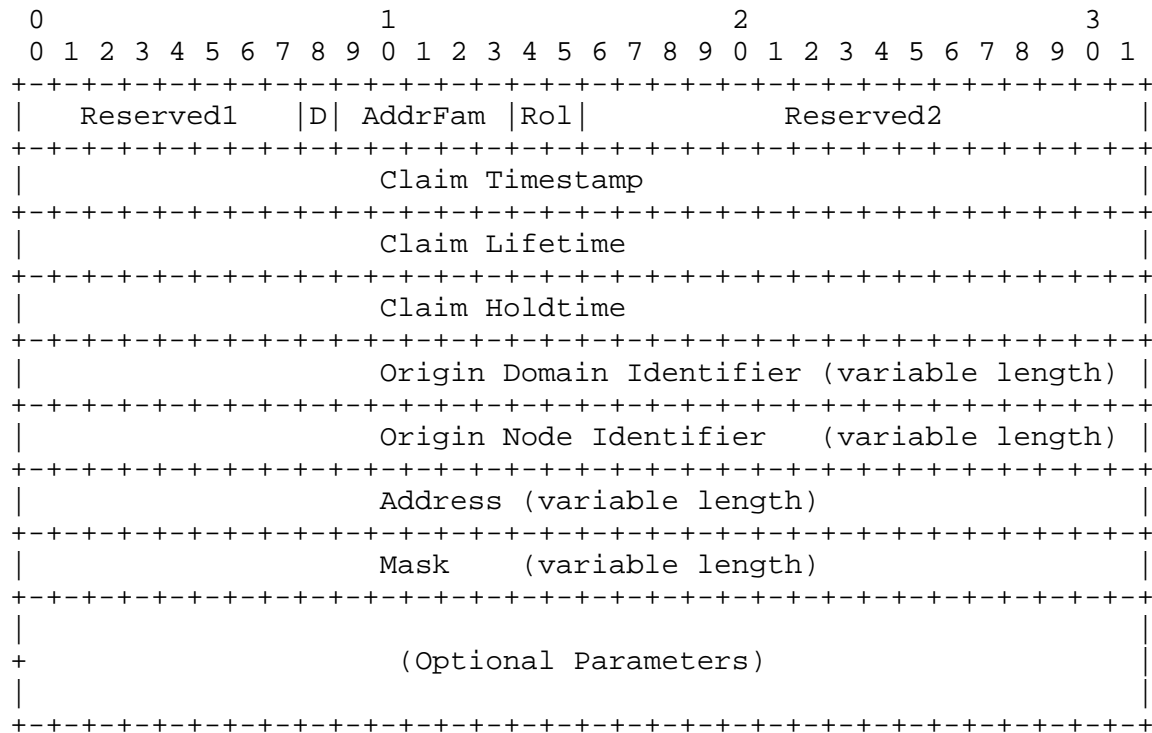 0                   1                   2                   3
 0 1 2 3 4 5 6 7 8 9 0 1 2 3 4 5 6 7 8 9 0 1 2 3 4 5 6 7 8 9 0 1
+-+-+-+-+-+-+-+-+-+-+-+-+-+-+-+-+-+-+-+-+-+-+-+-+-+-+-+-+-+-+-+-+
|   Reserved1   |D| AddrFam |Rol|           Reserved2           |
+-+-+-+-+-+-+-+-+-+-+-+-+-+-+-+-+-+-+-+-+-+-+-+-+-+-+-+-+-+-+-+-+
|                    Claim Timestamp                            |
+-+-+-+-+-+-+-+-+-+-+-+-+-+-+-+-+-+-+-+-+-+-+-+-+-+-+-+-+-+-+-+-+
|                    Claim Lifetime                             |
+-+-+-+-+-+-+-+-+-+-+-+-+-+-+-+-+-+-+-+-+-+-+-+-+-+-+-+-+-+-+-+-+
|                    Claim Holdtime                             |
+-+-+-+-+-+-+-+-+-+-+-+-+-+-+-+-+-+-+-+-+-+-+-+-+-+-+-+-+-+-+-+-+
|                    Origin Domain Identifier (variable length) |
+-+-+-+-+-+-+-+-+-+-+-+-+-+-+-+-+-+-+-+-+-+-+-+-+-+-+-+-+-+-+-+-+
|                    Origin Node Identifier   (variable length) |
+-+-+-+-+-+-+-+-+-+-+-+-+-+-+-+-+-+-+-+-+-+-+-+-+-+-+-+-+-+-+-+-+
|                    Address (variable length)                  |
+-+-+-+-+-+-+-+-+-+-+-+-+-+-+-+-+-+-+-+-+-+-+-+-+-+-+-+-+-+-+-+-+
|                    Mask    (variable length)                  |
+-+-+-+-+-+-+-+-+-+-+-+-+-+-+-+-+-+-+-+-+-+-+-+-+-+-+-+-+-+-+-+-+
|                                                               |
+                     (Optional Parameters)                     |
|                                                               |
+-+-+-+-+-+-+-+-+-+-+-+-+-+-+-+-+-+-+-+-+-+-+-+-+-+-+-+-+-+-+-+-+